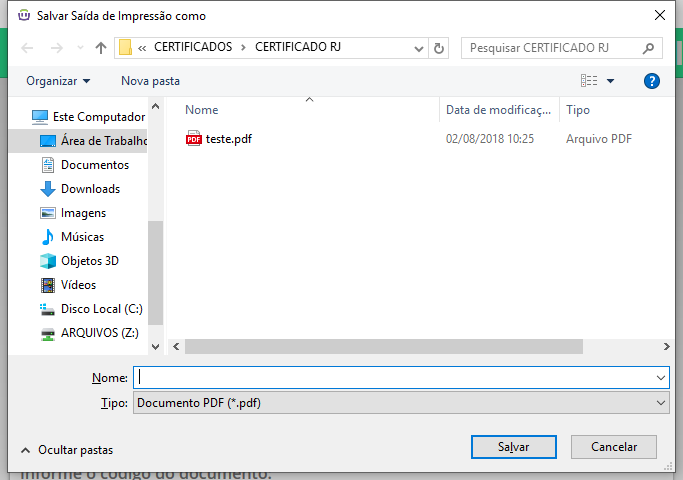 Salvar Saída de Impressão como
« CERTIFICADOS > CERTIFICADO RJ
Pesquisar CERTIFICADO RJ
Organizar Nova pasta
Nome Data de modificaç... Tipo
teste.pdf 02/08/2018 10:25 Arquivo PDF
Este Computador
Área de Trabalho
Documentos
Downloads
Imagens
Músicas
Objetos 3D
Vídeos
Disco Local (C:)
ARQUIVOS (Z:)
Nome:
Tipo: Documento PDF (*.pdf)
Ocultar pastas
Salvar Cancelar
Informe o código do documento: